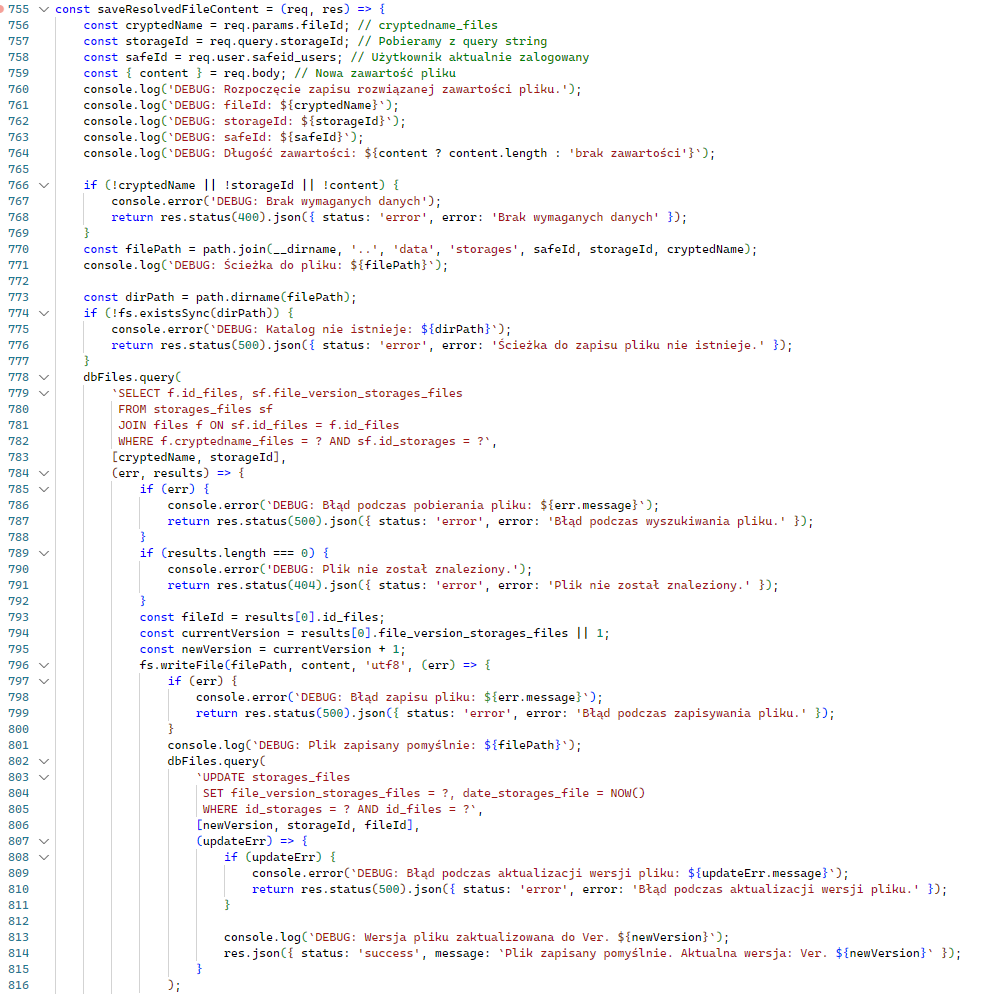 755 const saveResolvedFileContent = (req, res) => {
756     const cryptedName = req.params.fileId; // cryptedname_files
757     const storageId = req.query.storageId; // Pobieramy z query string
758     const safeId = req.user.safeid_users; // Użytkownik aktualnie zalogowany
759     const { content } = req.body; // Nowa zawartość pliku
760     console.log('DEBUG: Rozpoczęcie zapisu rozwiązanej zawartości pliku.');
761     console.log(`DEBUG: fileId: ${cryptedName}`);
762     console.log(`DEBUG: storageId: ${storageId}`);
763     console.log(`DEBUG: safeId: ${safeId}`);
764     console.log(`DEBUG: Długość zawartości: ${content ? content.length : 'brak zawartości'}`);
765
766     if (!cryptedName || !storageId || !content) {
767         console.error('DEBUG: Brak wymaganych danych');
768         return res.status(400).json({ status: 'error', error: 'Brak wymaganych danych' });
769     }
770     const filePath = path.join(__dirname, '..', 'data', 'storages', safeId, storageId, cryptedName);
771     console.log(`DEBUG: Ścieżka do pliku: ${filePath}`);
772
773     const dirPath = path.dirname(filePath);
774     if (!fs.existsSync(dirPath)) {
775         console.error(`DEBUG: Katalog nie istnieje: ${dirPath}`);
776         return res.status(500).json({ status: 'error', error: 'Ścieżka do zapisu pliku nie istnieje.' });
777     }
778     dbFiles.query(
779         `SELECT f.id_files, sf.file_version_storages_files
780          FROM storages_files sf
781          JOIN files f ON sf.id_files = f.id_files
782          WHERE f.cryptedname_files = ? AND sf.id_storages = ?`,
783         [cryptedName, storageId],
784         (err, results) => {
785             if (err) {
786                 console.error(`DEBUG: Błąd podczas pobierania pliku: ${err.message}`);
787                 return res.status(500).json({ status: 'error', error: 'Błąd podczas wyszukiwania pliku.' });
788             }
789             if (results.length === 0) {
790                 console.error('DEBUG: Plik nie został znaleziony.');
791                 return res.status(404).json({ status: 'error', error: 'Plik nie został znaleziony.' });
792             }
793             const fileId = results[0].id_files;
794             const currentVersion = results[0].file_version_storages_files || 1;
795             const newVersion = currentVersion + 1;
796             fs.writeFile(filePath, content, 'utf8', (err) => {
797                 if (err) {
798                     console.error(`DEBUG: Błąd zapisu pliku: ${err.message}`);
799                     return res.status(500).json({ status: 'error', error: 'Błąd podczas zapisywania pliku.' });
800                 }
801                 console.log(`DEBUG: Plik zapisany pomyślnie: ${filePath}`);
802                 dbFiles.query(
803                     `UPDATE storages_files
804                      SET file_version_storages_files = ?, date_storages_file = NOW()
805                      WHERE id_storages = ? AND id_files = ?`,
806                     [newVersion, storageId, fileId],
807                     (updateErr) => {
808                         if (updateErr) {
809                             console.error(`DEBUG: Błąd podczas aktualizacji wersji pliku: ${updateErr.message}`);
810                             return res.status(500).json({ status: 'error', error: 'Błąd podczas aktualizacji wersji pliku.' });
811                         }
812
813                         console.log(`DEBUG: Wersja pliku zaktualizowana do Ver. ${newVersion}`);
814                         res.json({ status: 'success', message: `Plik zapisany pomyślnie. Aktualna wersja: Ver. ${newVersion}` });
815                     }
816                 );